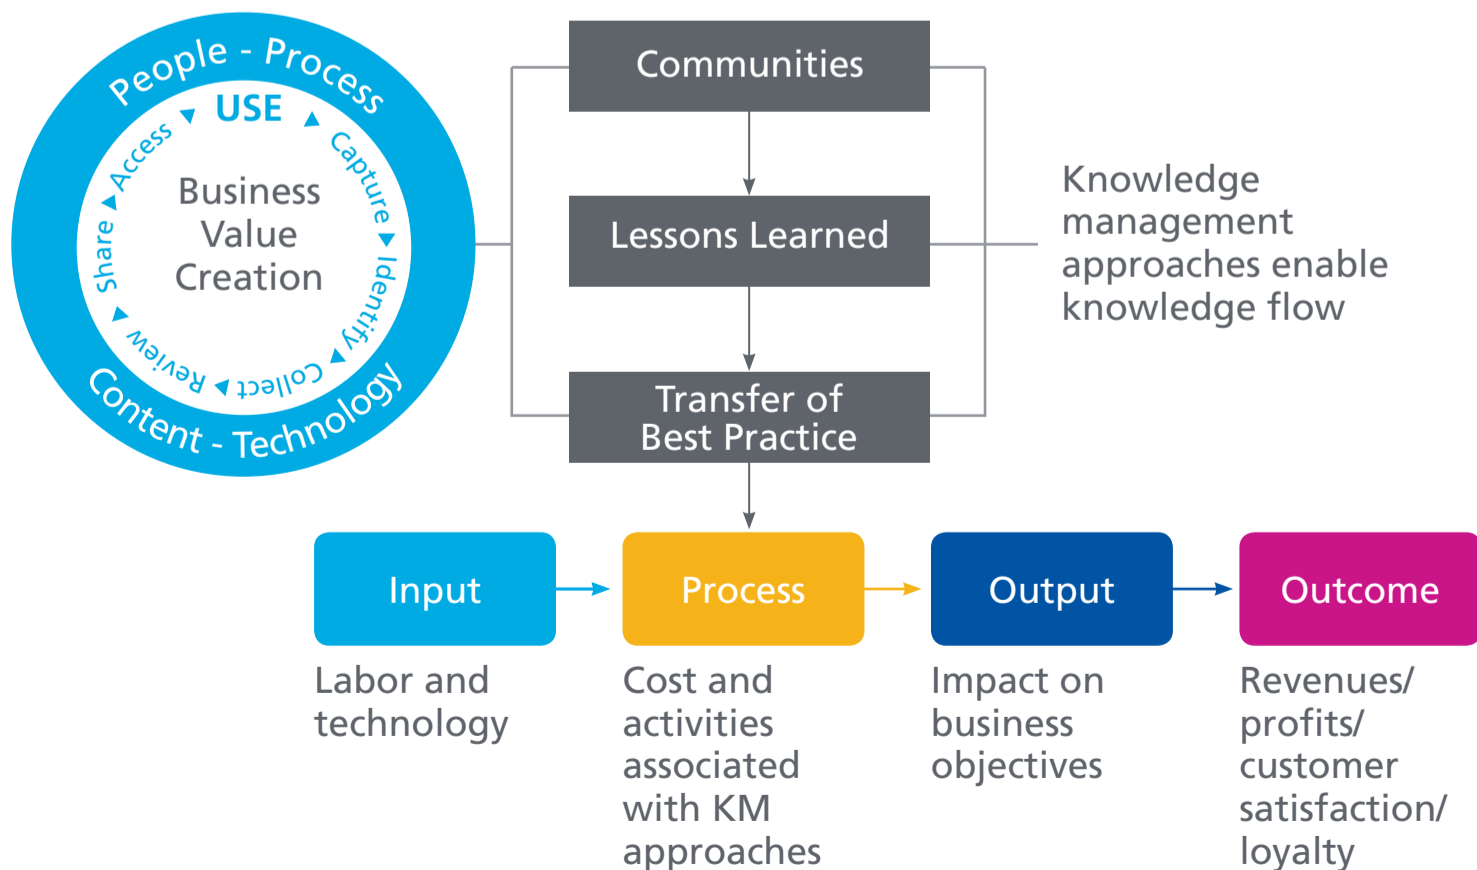 People - Process
USE
Capture
Identify
Collect
Review
Share
Access
Business
Value
Creation
Content - Technology
Communities
Lessons Learned
Transfer of
Best Practice
Knowledge
management
approaches enable
knowledge flow
Input
Labor and
technology
Process
Cost and
activities
associated
with KM
approaches
Output
Impact on
business
objectives
Outcome
Revenues/
profits/
customer
satisfaction/
loyalty